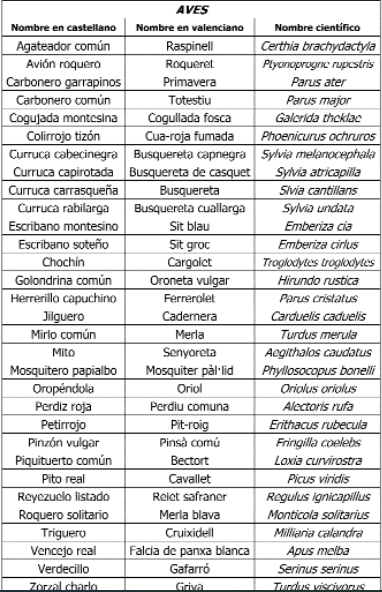 AVES
Nombre en castellano Nombre en valenciano Nombre científico
Agateador común Raspinell Certhia brachydactyla
Avión roquero Roqueret Ptyonoprogne rupestris
Carbonero garrapinos Primavera Parus ater
Carbonero común Totestiu Parus major
Cogujada montesina Cogullada fosca Galerida theklae
Colirrojo tizón Cua-roja fumada Phoenicurus ochruros
Curruca cabecinegra Busquereta capnegra Sylvia melanocephala
Curruca capirotada Busquereta de casquet Sylvia atricapilla
Curruca carrasqueña Busquereta Slvia cantillans
Curruca rabilarga Busquereta cuallarga Sylvia undata
Escribano montesino Sit blau Emberiza cia
Escribano soteño Sit groc Emberiza cirlus
Chochín Cargolet Troglodytes troglodytes
Golondrina común Oroneta vulgar Hirundo rustica
Herrerillo capuchino Ferrerolet Parus cristatus
Jilguero Cadernera Carduelis caduelis
Mirlo común Merla Turdus merula
Mito Senyoreta Aegithalos caudatus
Mosquitero papialbo Mosquiter pàl·lid Phyllosocopus bonelli
Oropéndola Oriol Oriolus oriolus
Perdiz roja Perdiu comuna Alectoris rufa
Petirrojo Pit-roig Erithacus rubecula
Pinzón vulgar Pinsà comú Fringilla coelebs
Piquituerto común Bectort Loxia curvirostra
Pito real Cavallet Picus viridis
Reyezuelo listado Reiet safraner Regulus ignicapillus
Roquero solitario Merla blava Monticola solitarius
Triguero Cruixidell Milliaria calandra
Vencejo real Falcia de panxa blanca Apus melba
Verdecillo Gafarró Serinus serinus
Zorzal charlo Griva Turdus viscivorus